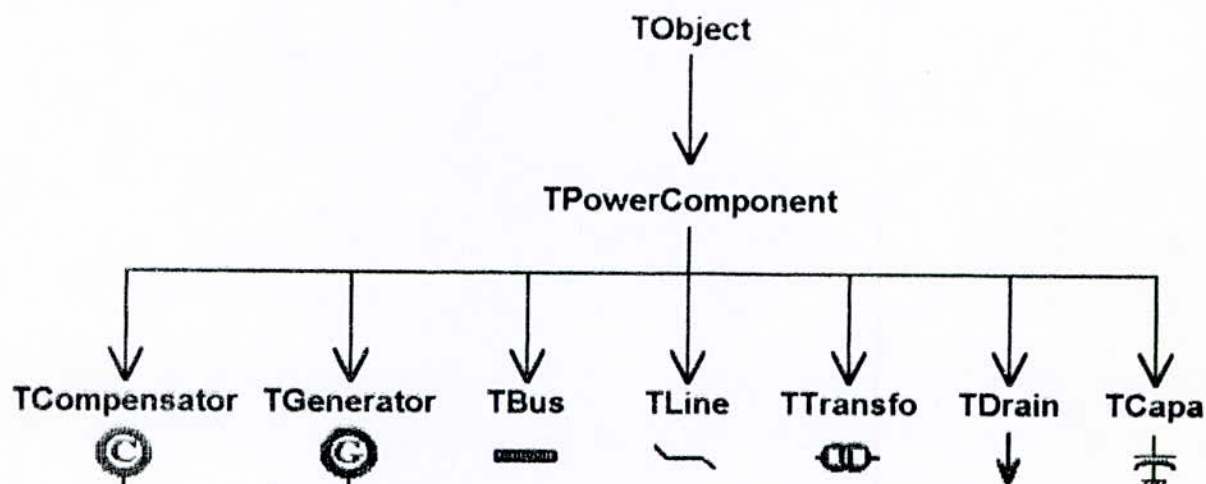 TObject
TPowerComponent
TCompensator TGenerator TBus TLine TTransfo TDrain TCapa
C G